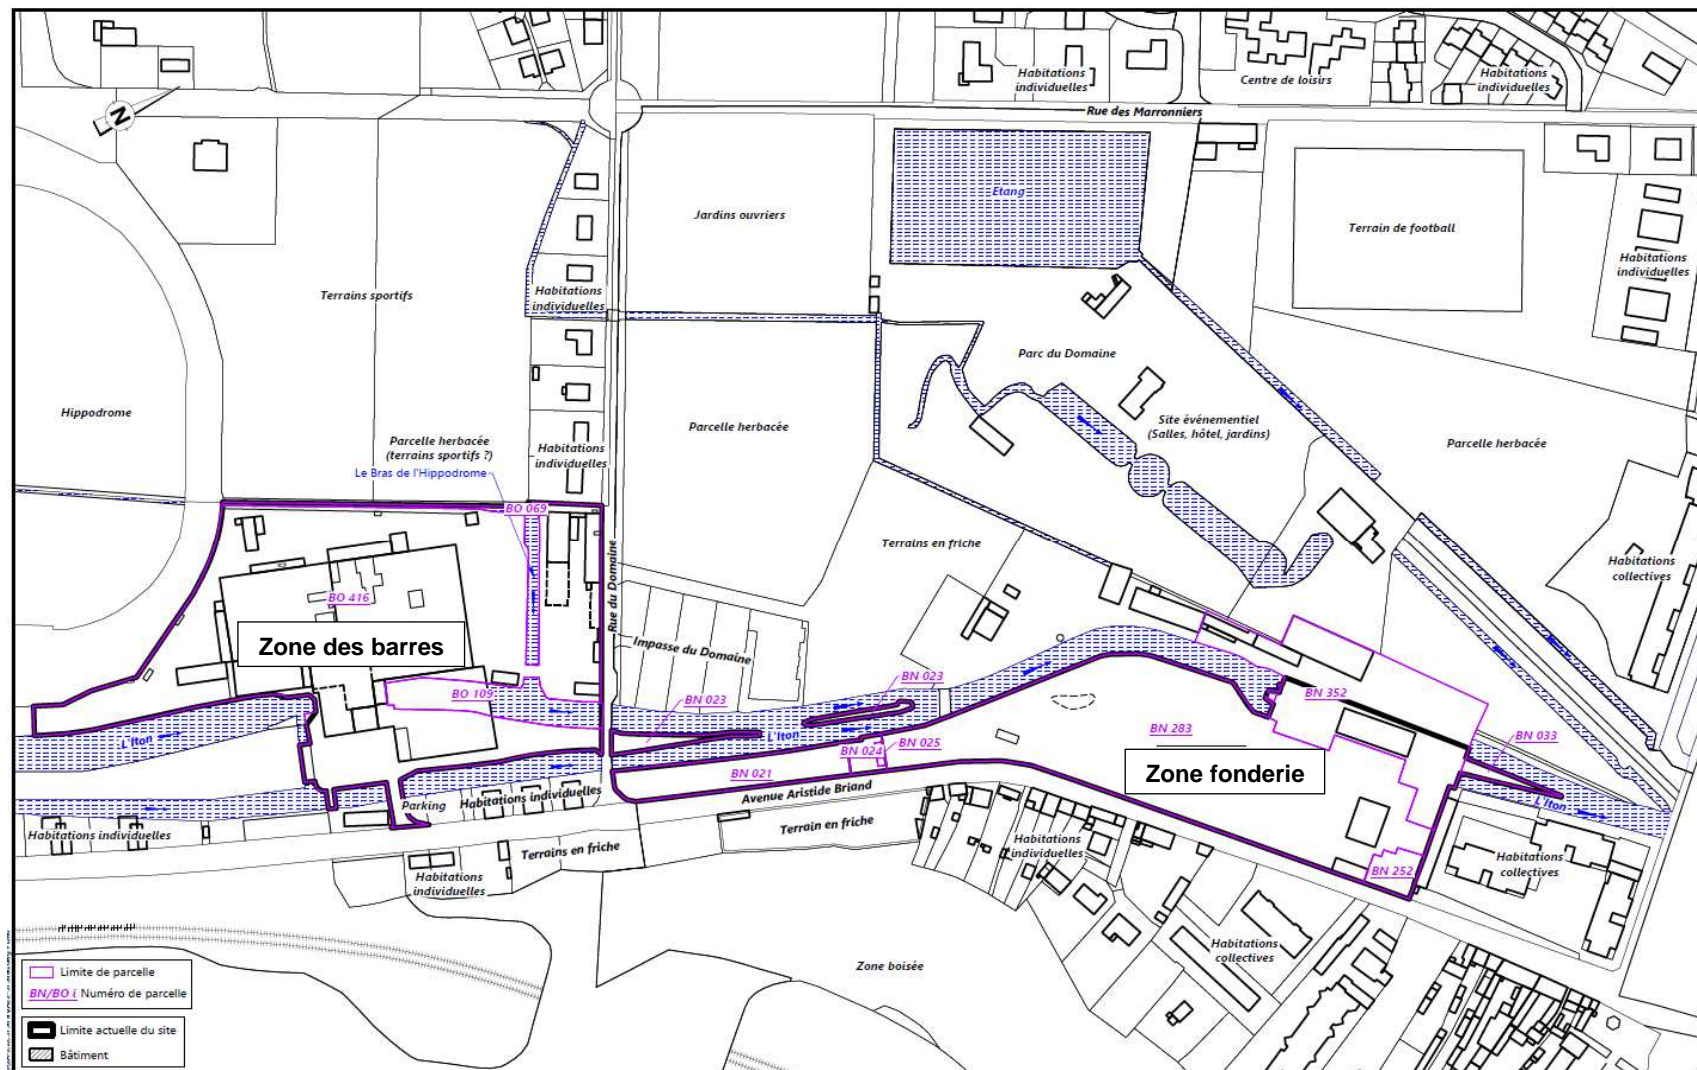 Habitations
individuelles
Centre de loisirs
Habitations
individuelles
Rue des Marronniers
N
Etang
Jardins ouvriers
Terrain de football
Habitations
individuelles
Terrains sportifs
Habitations
individuelles
Parc du Domaine
Hippodrome
Parcelle herbacée
(terrains sportifs ?)
Le Bras de l'Hippodrome
Habitations
individuelles
Parcelle herbacée
Site événementiel
(Salles, hôtel, jardins)
Parcelle herbacée
BO 069
Rue du Domaine
Terrains en friche
Habitations
collectives
BO 416
Zone des barres
Impasse du Domaine
BO 109
BN 023
BN 023
BN 352
L'Iton
L'Iton
BN 283
BN 033
BN 024
BN 025
BN 021
Zone fonderie
Avenue Aristide Briand
Parking
Habitations individuelles
L'Iton
Habitations individuelles
Terrain en friche
Terrains en friche
Habitations
individuelles
Habitations
individuelles
BN 252
Habitations
collectives
Habitations
collectives
Zone boisée
Limite de parcelle
BN/BO i Numéro de parcelle
Limite actuelle du site
Bâtiment